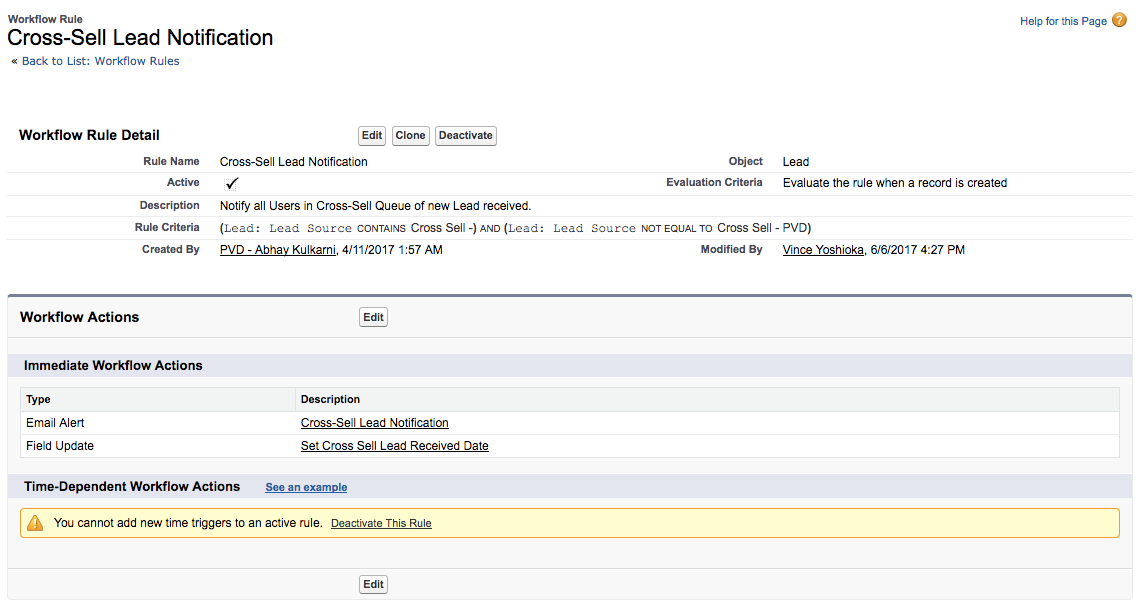 Workflow Rule
Help for this Page ?
Cross-Sell Lead Notification
« Back to List: Workflow Rules
Workflow Rule Detail Edit Clone Deactivate
Rule Name Cross-Sell Lead Notification Object Lead
Active Evaluation Criteria Evaluate the rule when a record is created
Description Notify all Users in Cross-Sell Queue of new Lead received.
Rule Criteria (Lead: Lead Source CONTAINS Cross Sell -) AND (Lead: Lead Source NOT EQUAL TO Cross Sell - PVD)
Created By PVD - Abhay Kulkarni, 4/11/2017 1:57 AM Modified By Vince Yoshioka, 6/6/2017 4:27 PM
Workflow Actions Edit
Immediate Workflow Actions
Type Description
Email Alert Cross-Sell Lead Notification
Field Update Set Cross Sell Lead Received Date
Time-Dependent Workflow Actions See an example
You cannot add new time triggers to an active rule. Deactivate This Rule
Edit